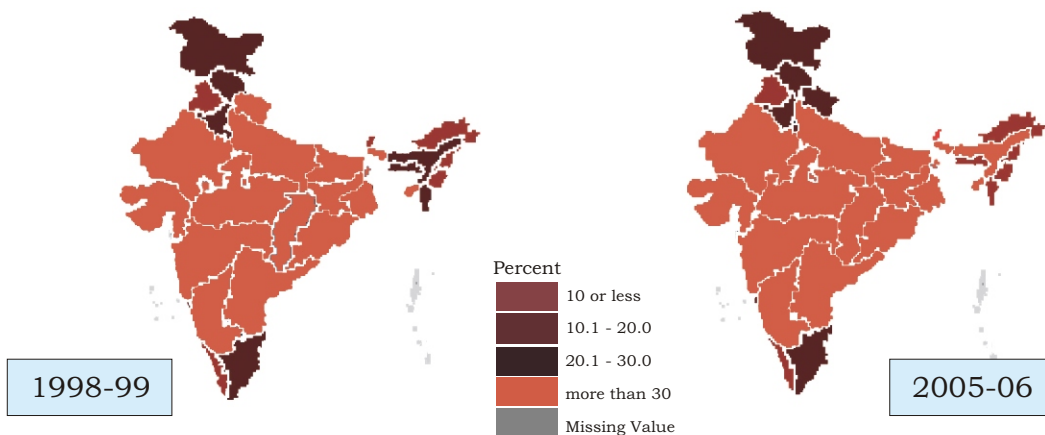 Percent
10 or less
10.1 - 20.0
20.1 - 30.0
more than 30
Missing Value
1998-99
2005-06